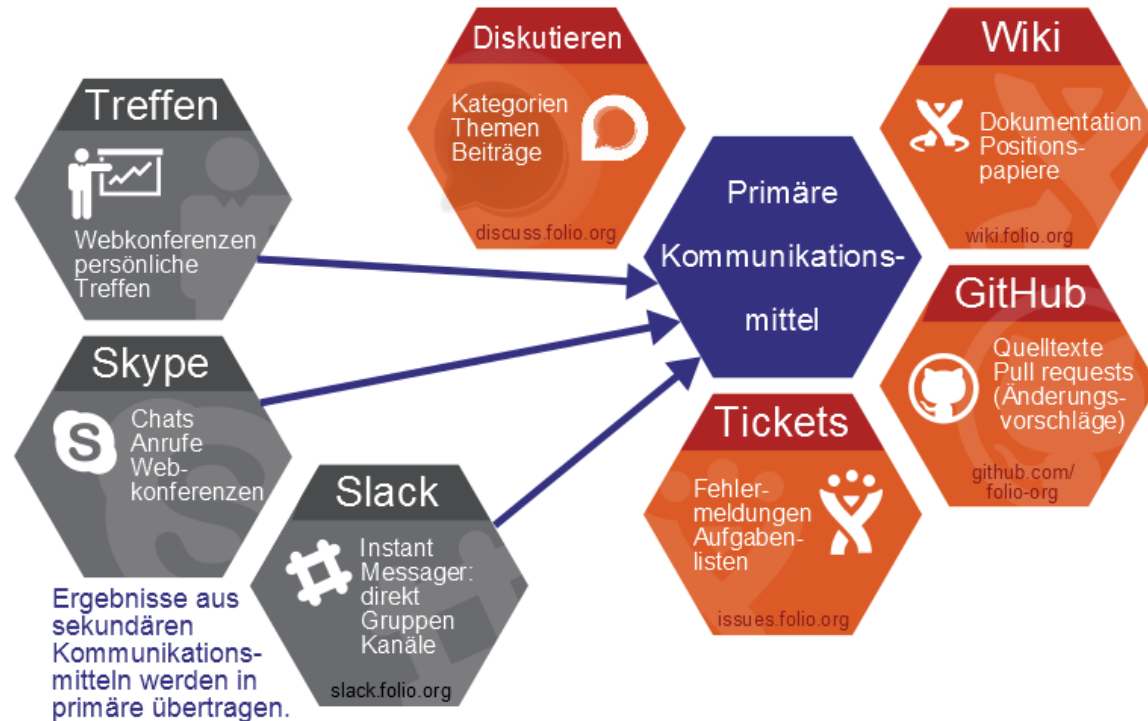 Treffen
Webkonferenzen
persönliche
Treffen
Skype
Chats
Anrufe
Web-
konferenzen
Slack
Instant
Messager:
direkt
Gruppen
Kanäle
slack.folio.org
Ergebnisse aus
sekundären
Kommunikations-
mitteln werden in
primäre übertragen.
Diskutieren
Kategorien
Themen
Beiträge
discuss.folio.org
Primäre
Kommunikations-
mittel
Wiki
Dokumentation
Positions-
papiere
wiki.folio.org
GitHub
Quelltexte
Pull requests
(Änderungs-
vorschläge)
github.com/
folio-org
Tickets
Fehler-
meldungen
Aufgaben-
listen
issues.folio.org